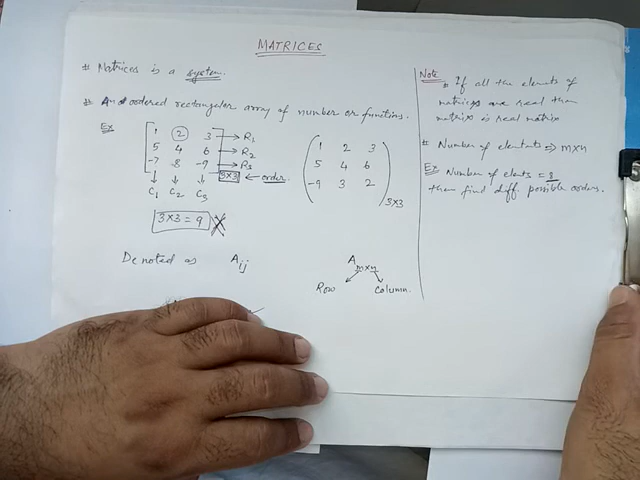 MATRICES
# Matrices is a system.
# An ordered rectangular array of number or functions.
Ex
1 2 3 → R1
5 4 6 → R2
-7 8 -9 → R3
3×3 ← order.
↓ ↓ ↓
C1 C2 C3
3×3 = 9
1 2 3
5 4 6
-9 3 2
3×3
Denoted as Aij
Am×n
Row Column.
Note
* If all the elements of
matrices are real then
matrix is real matrix
# Number of elements => m×n
Ex Number of elents = 8
then find diff possible orders.